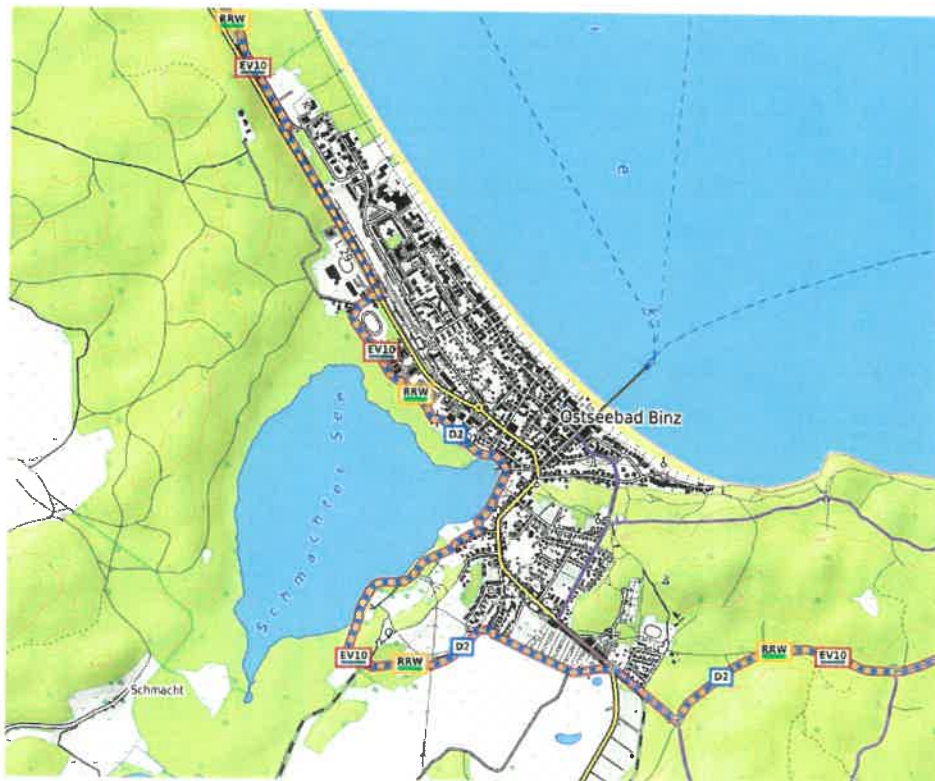 RRW
EV10
EV10
RRW
D2
Ostseebad Binz
Schmachter See
EV10
RRW
D2
D2
RRW
EV10
Schmacht